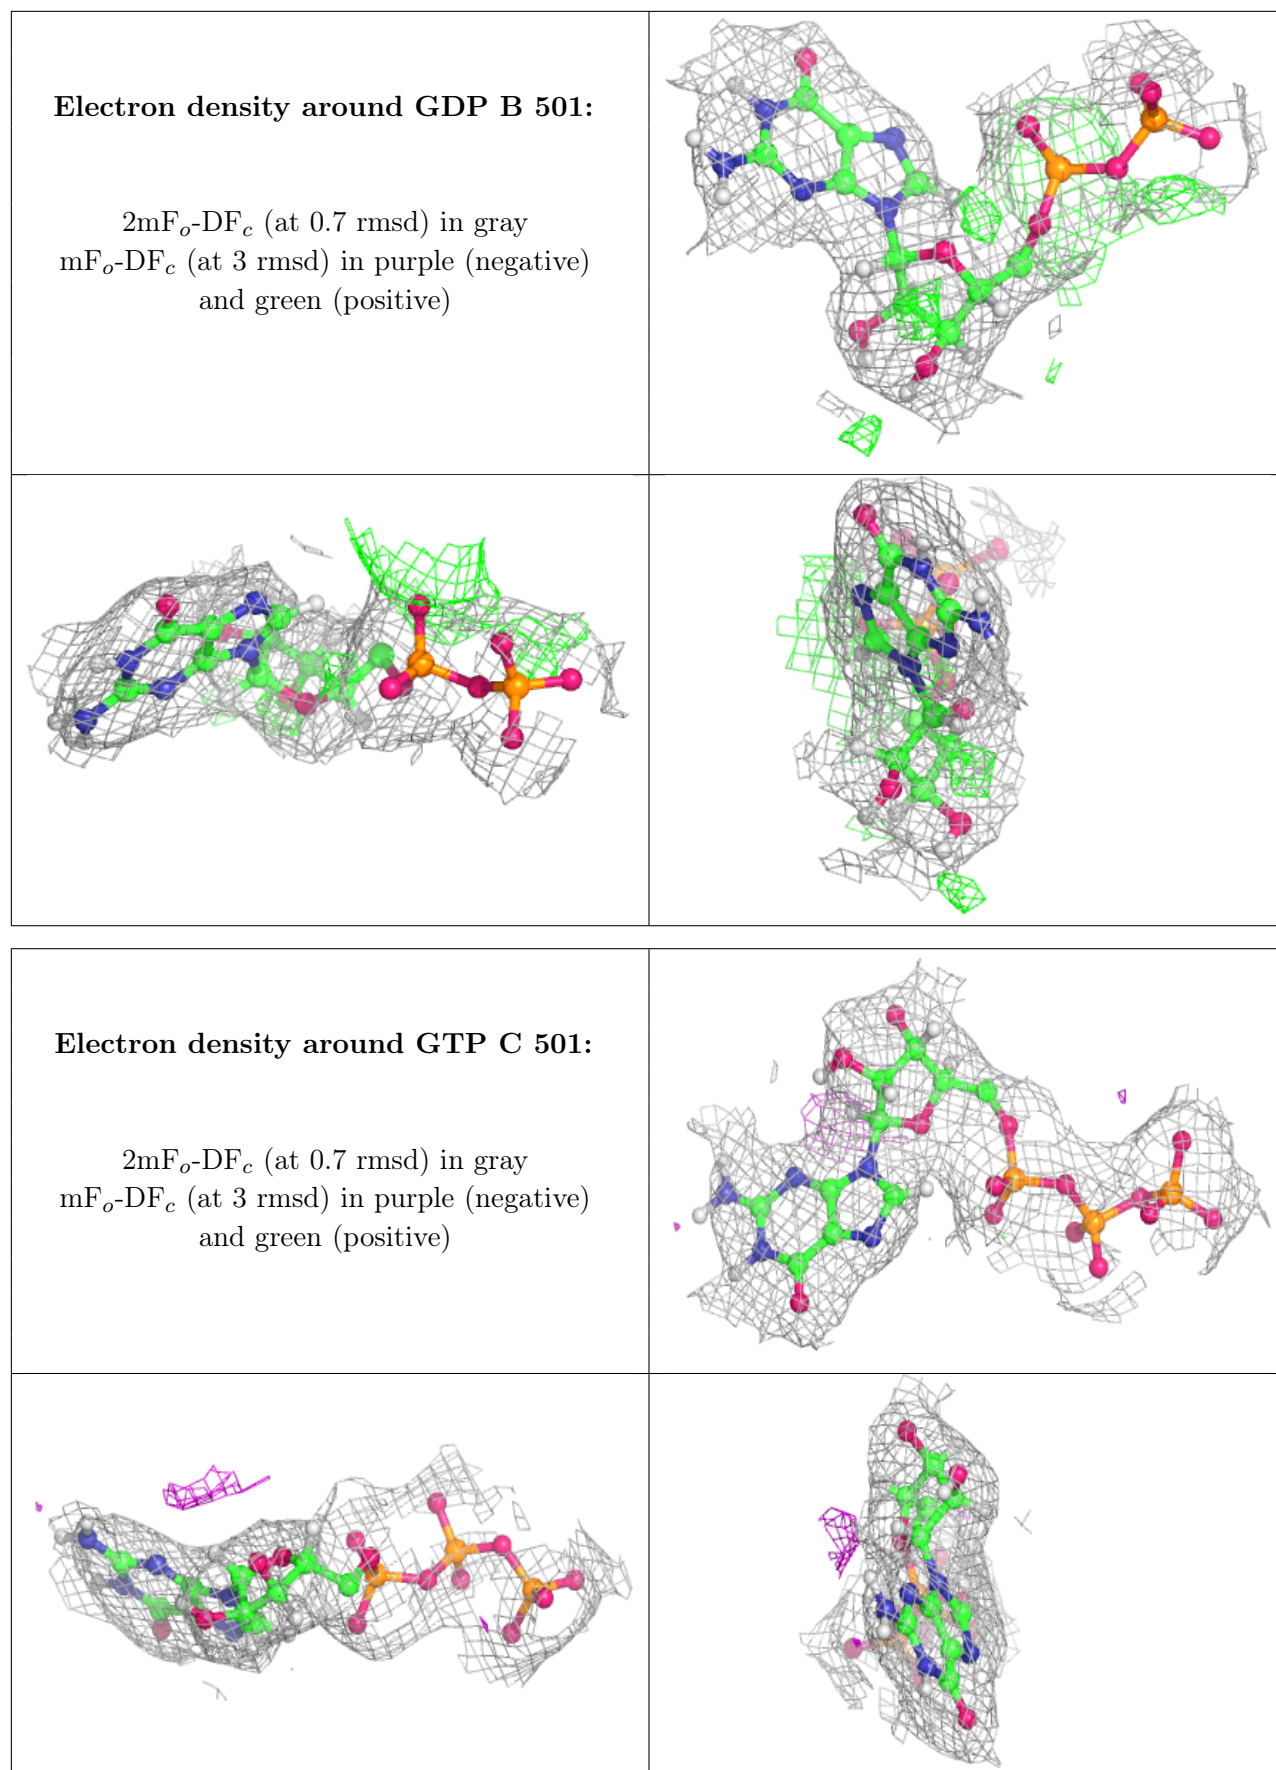 Electron density around GDP B 501:
2mFo-DFc (at 0.7 rmsd) in gray
mFo-DFc (at 3 rmsd) in purple (negative)
and green (positive)
Electron density around GTP C 501:
2mFo-DFc (at 0.7 rmsd) in gray
mFo-DFc (at 3 rmsd) in purple (negative)
and green (positive)